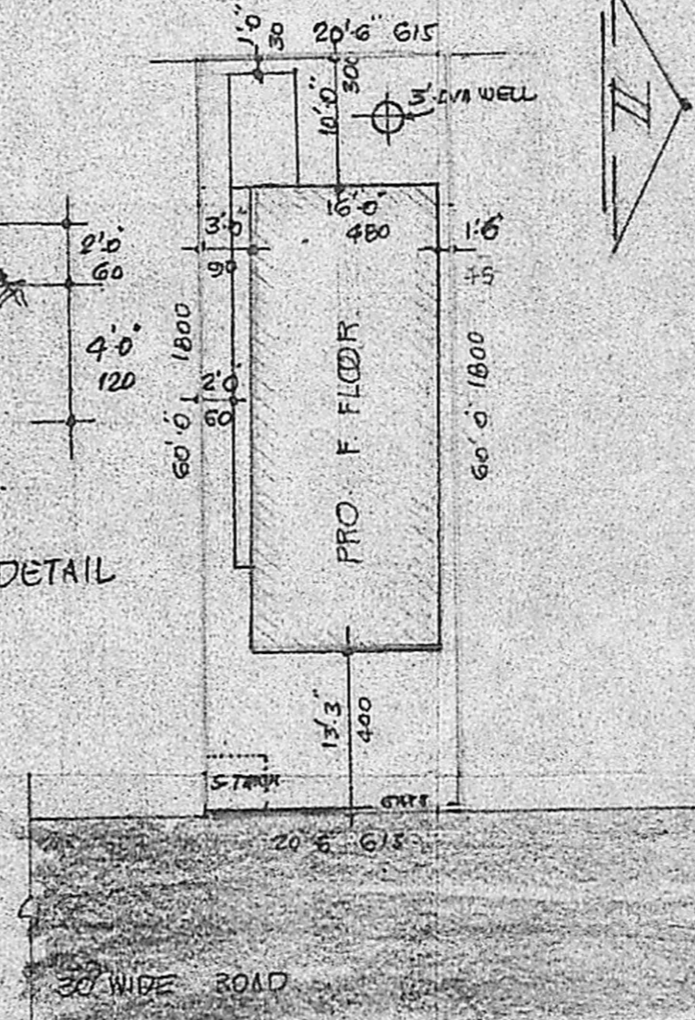 1'-0" 30
20'-6" 615
10'-0" 300
3' DIA WELL
16'-0" 480
3'-0" 90
1'-6" 45
2'-0" 60
4'-0" 120
60'-0" 1800
2'-0" 60
60'-0" 1800
PRO. F. FLOOR.
DETAIL
13'-3" 400
S-TANK
GATE
20'-6" 615
30' WIDE ROAD
N